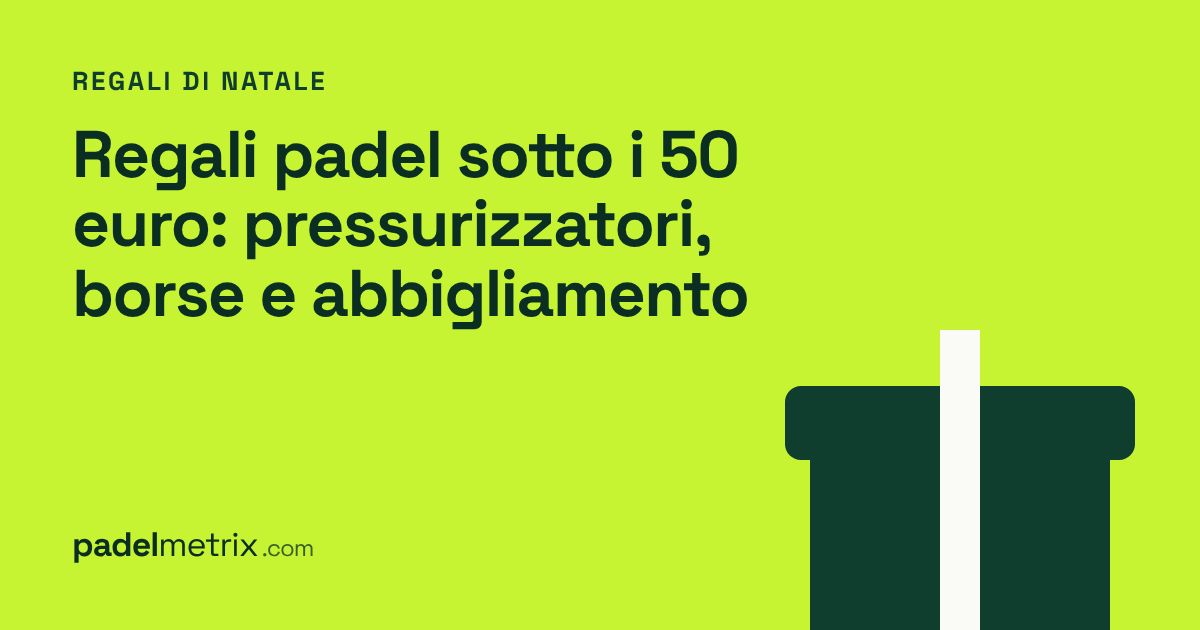 REGALI DI NATALE
Regali padel sotto i 50
euro: pressurizzatori,
borse e abbigliamento
padelmetrix.com